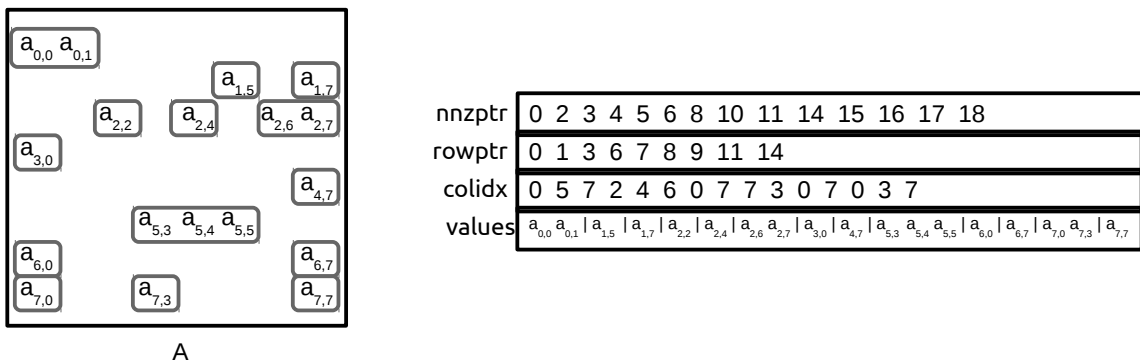 a0,0 a0,1
a1,5 a1,7
a2,2 a2,4 a2,6 a2,7
a3,0
a4,7
a5,3 a5,4 a5,5
a6,0 a6,7
a7,0 a7,3 a7,7
A
nnzptr 0 2 3 4 5 6 8 10 11 14 15 16 17 18
rowptr 0 1 3 6 7 8 9 11 14
colidx 0 5 7 2 4 6 0 7 7 3 0 7 0 3 7
values a0,0 a0,1 | a1,5 | a1,7 | a2,2 | a2,4 | a2,6 a2,7 | a3,0 | a4,7 | a5,3 a5,4 a5,5 | a6,0 | a6,7 | a7,0 a7,3 | a7,7